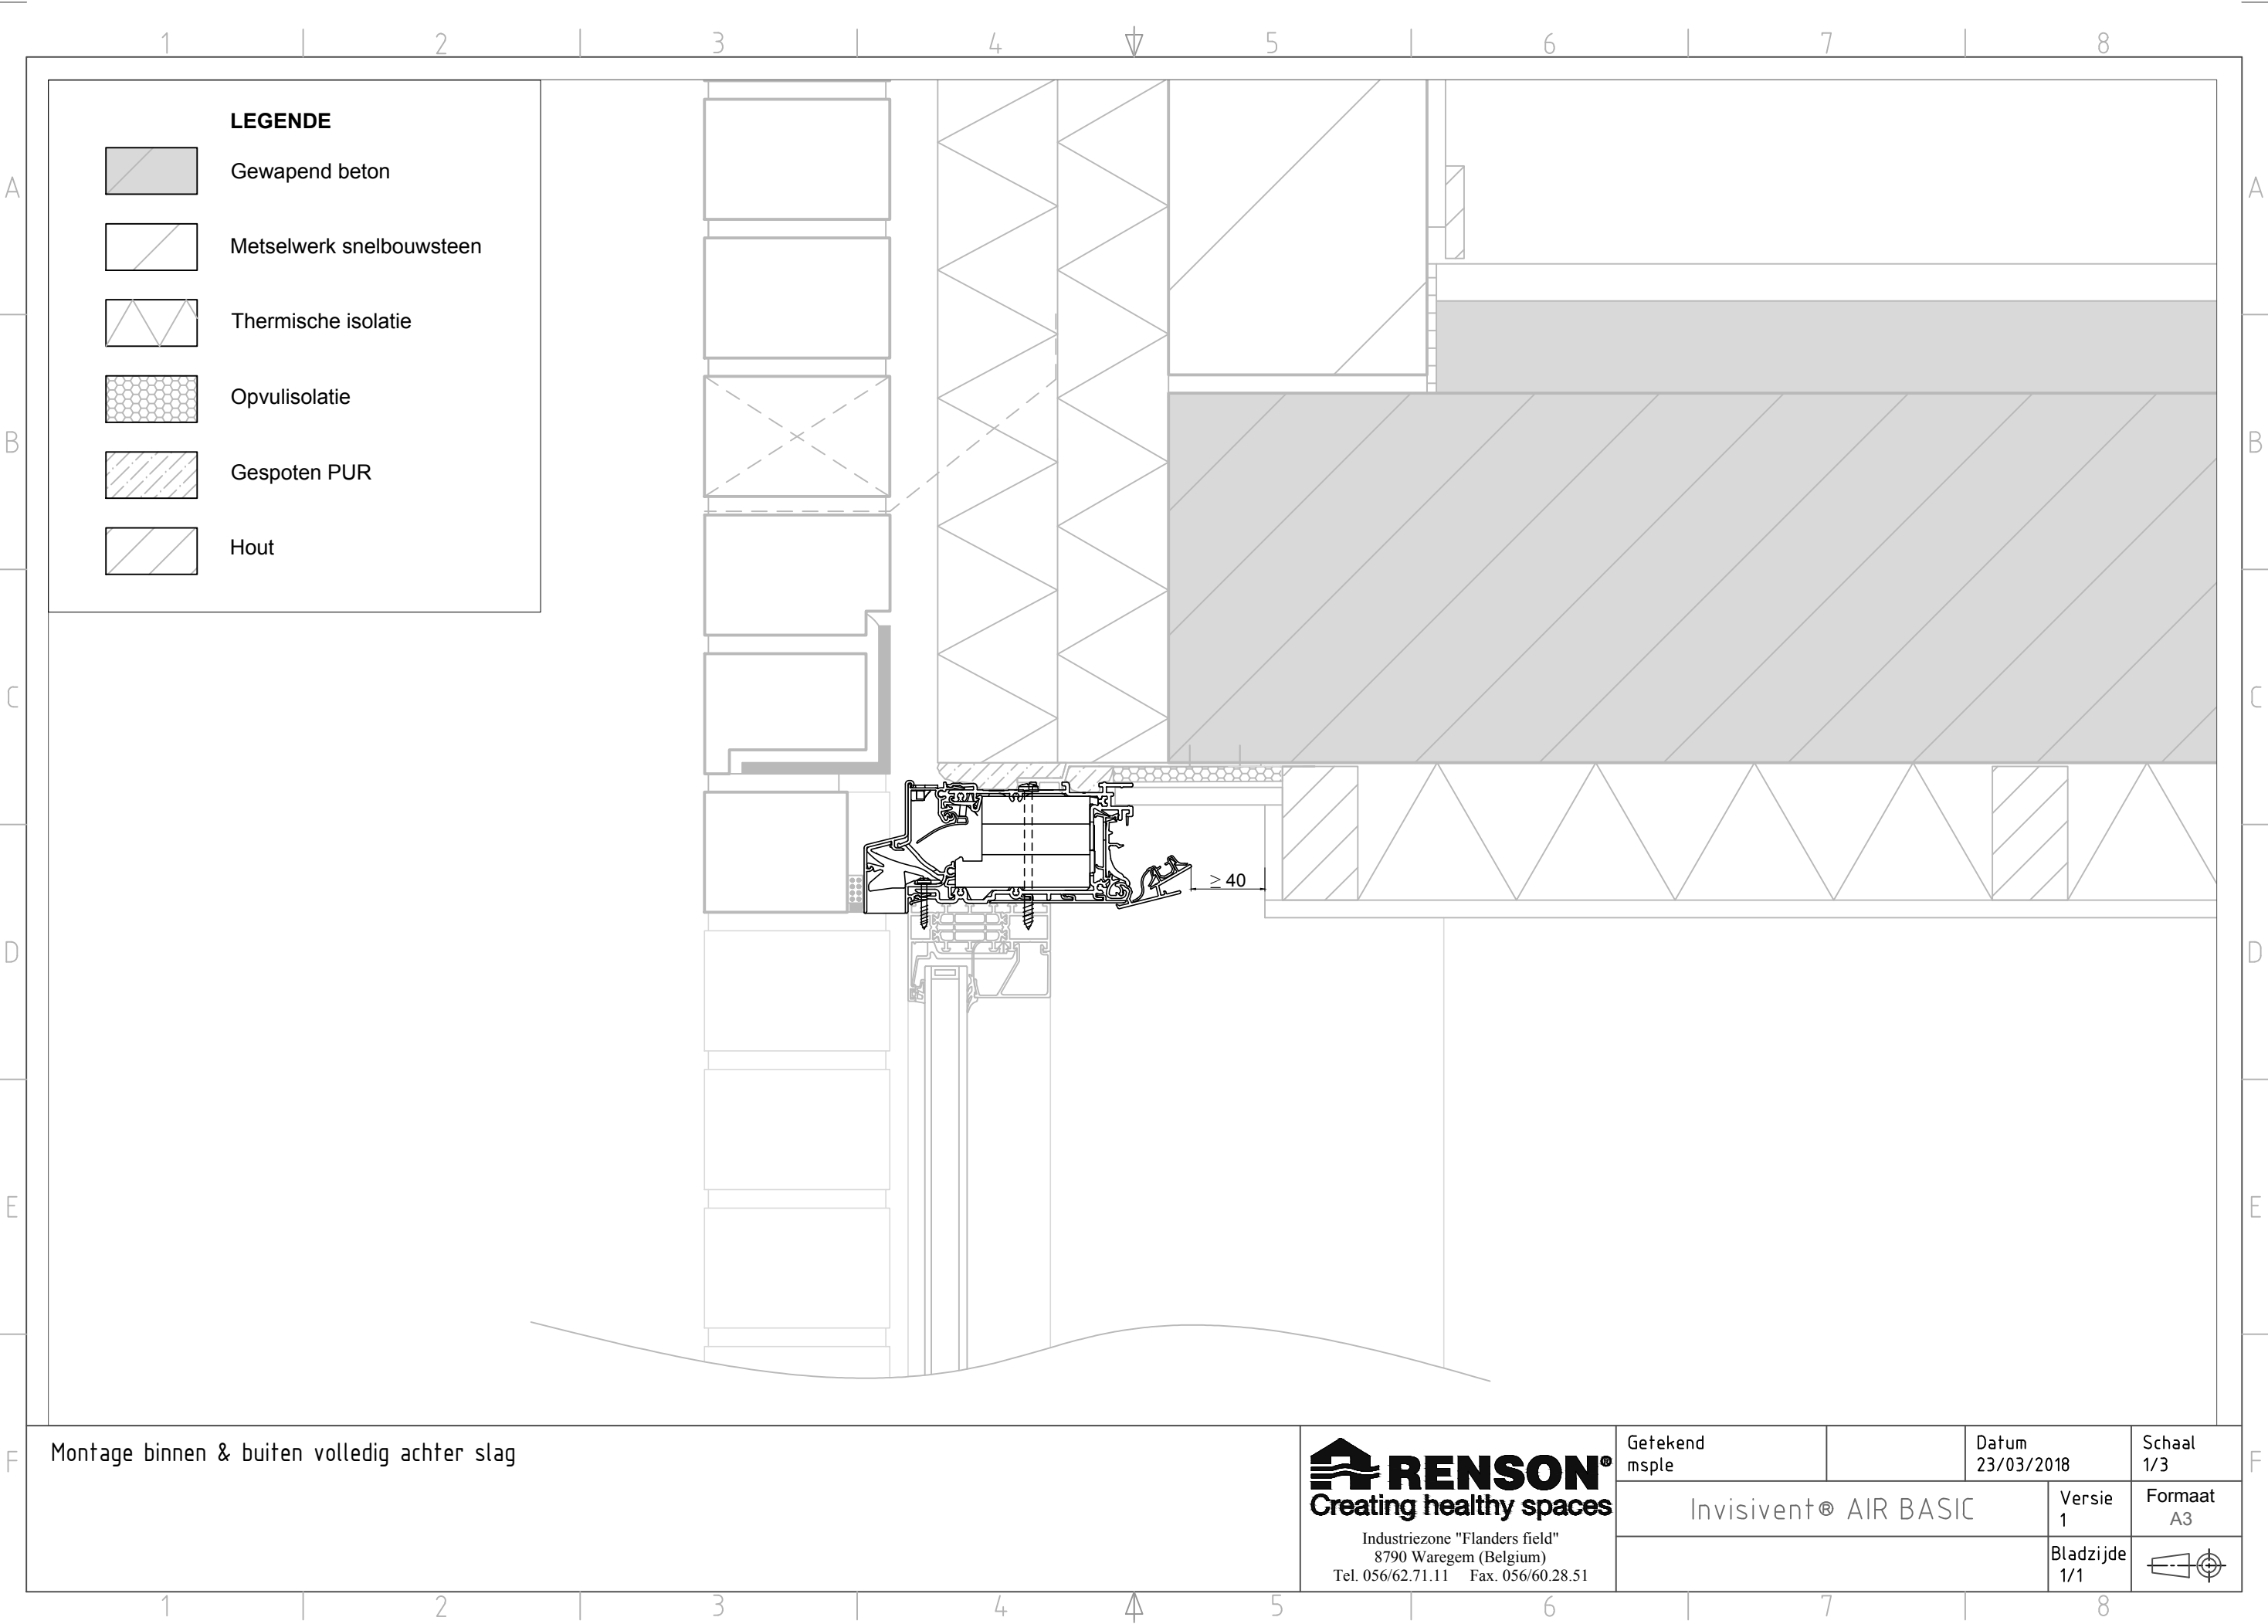 1 2 3 4 5 6 7 8
LEGENDE
Gewapend beton
Metselwerk snelbouwsteen
Thermische isolatie
Opvulisolatie
Gespoten PUR
Hout
A A
B B
C C
≥ 40
D D
E E
F F
Montage binnen & buiten volledig achter slag
RENSON®
Creating healthy spaces
Industriezone "Flanders field"
8790 Waregem (Belgium)
Tel. 056/62.71.11 Fax. 056/60.28.51
Getekend
msple
Datum
23/03/2018
Schaal
1/3
Invisivent® AIR BASIC
Versie
1
Formaat
A3
Bladzijde
1/1
1 2 3 4 5 6 7 8